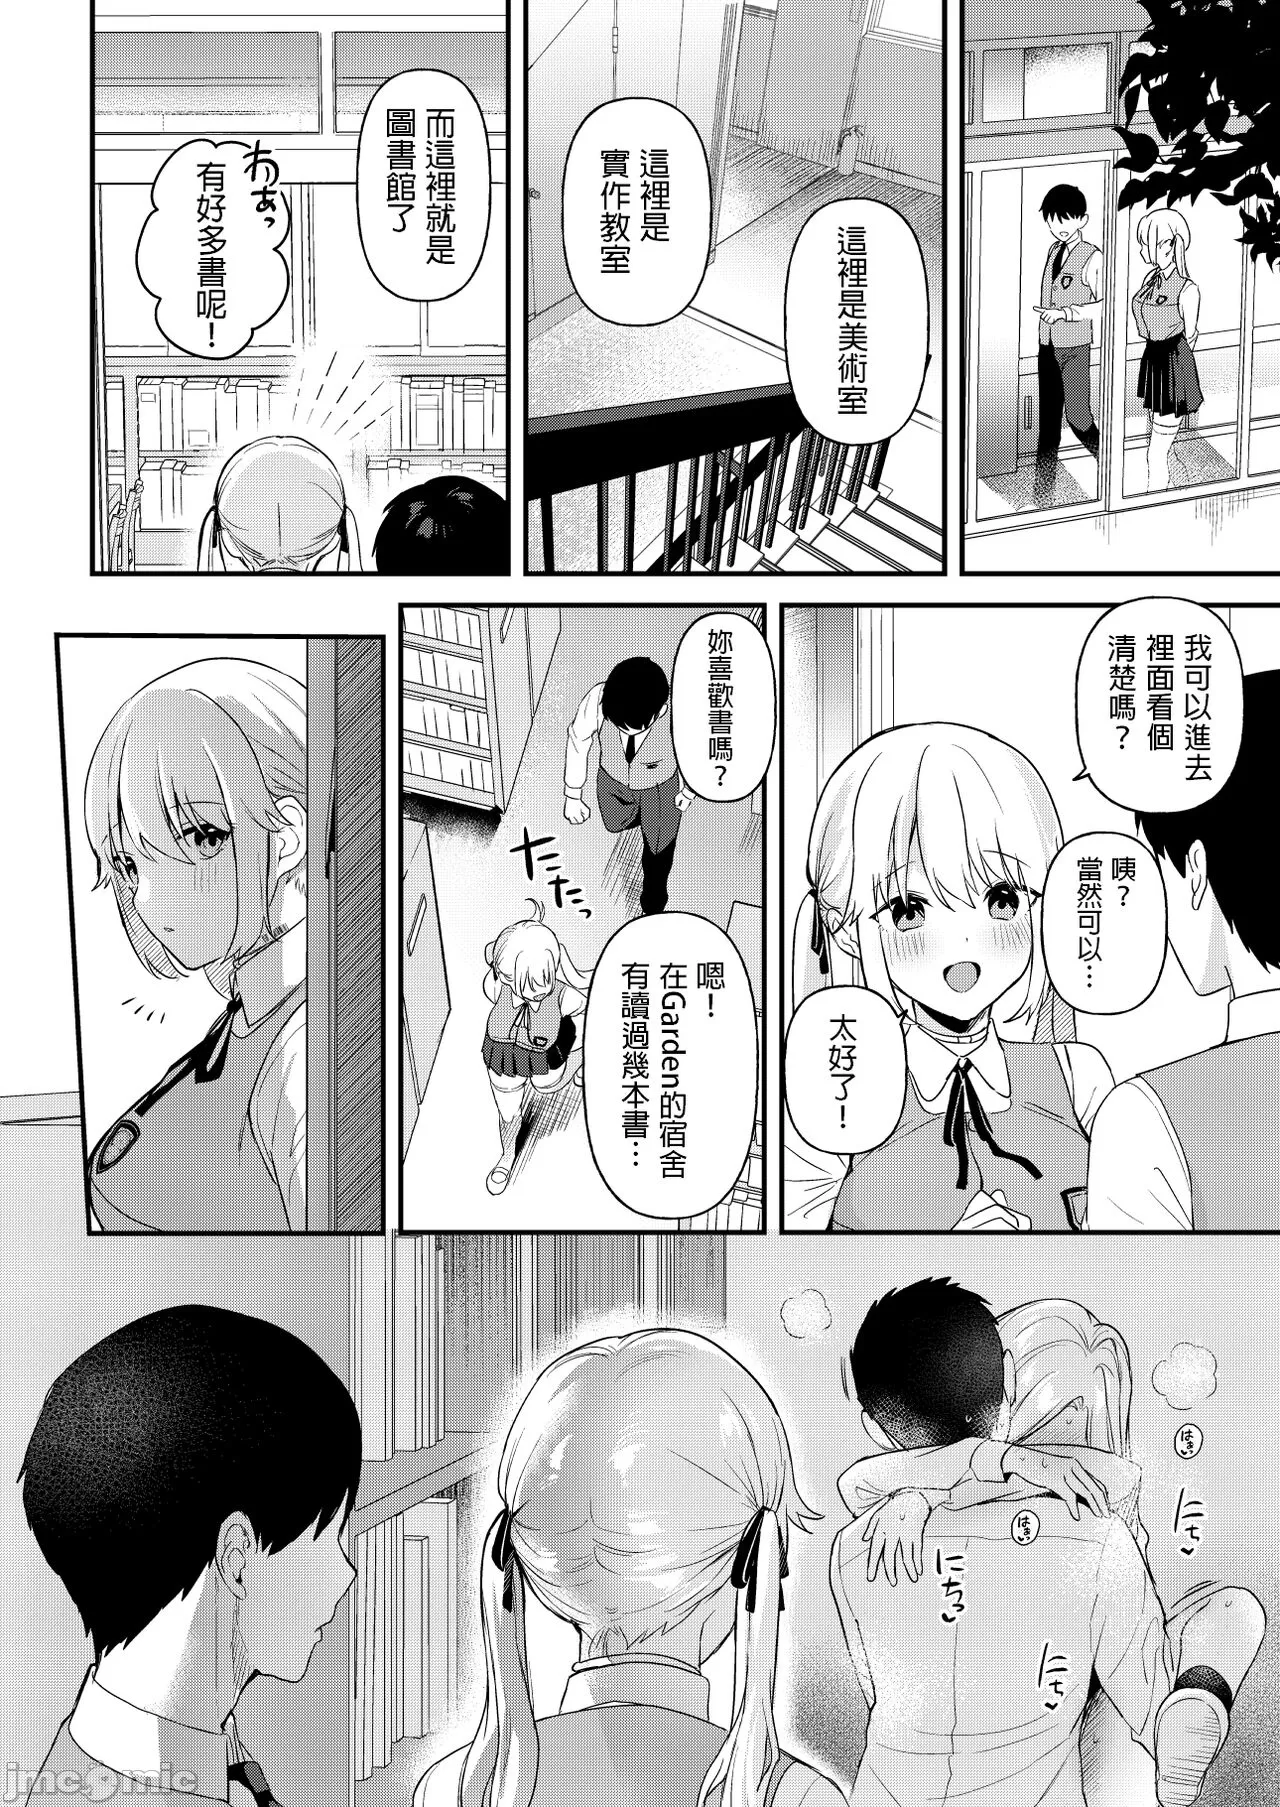 這裡是美術室
這裡是
實作教室
而這裡就是
圖書館了
わあっ
有好多書呢！
我可以進去
裡面看個
清楚嗎？
咦？
當然可以…
太好了！
妳喜歡書嗎？
たたたっ
嗯！
在Garden的宿舍
有讀過幾本書…
はぁ
はぁ
にち
にちっ
にち
jmcomic